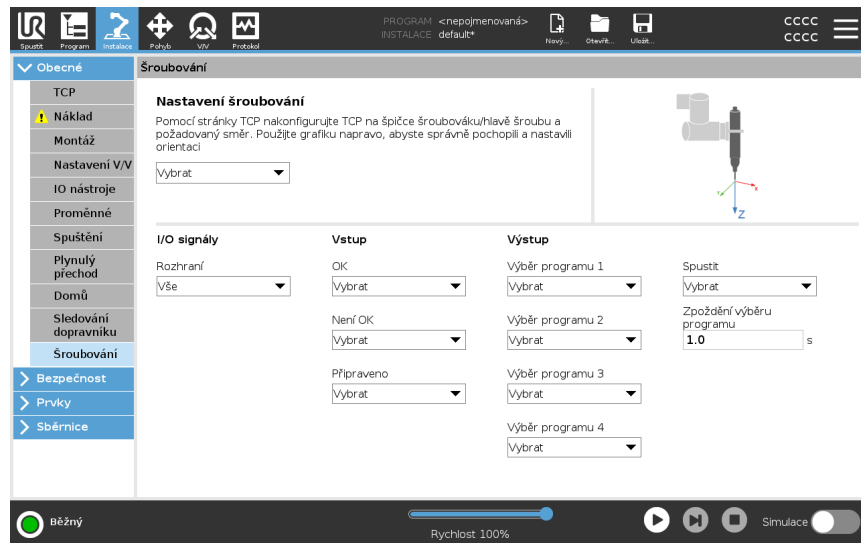 PROGRAM <nepojmenovaná>
INSTALACE default*
CCCC
CCCC
Spustit Program Instalace Pohyb V/V Protokol Nový... Otevřít... Uložit...
Obecné
TCP
Náklad
Montáž
Nastavení V/V
IO nástroje
Proměnné
Spuštění
Plynulý
přechod
Domů
Sledování
dopravníku
Šroubování
Bezpečnost
Prvky
Sběrnice
Šroubování
Nastavení šroubování
Pomocí stránky TCP nakonfigurujte TCP na špičce šroubováku/hlavě šroubu a
požadovaný směr. Použijte grafiku napravo, abyste správně pochopili a nastavili
orientaci
Vybrat
Y
X
Z
I/O signály
Rozhraní
Vše
Vstup
OK
Vybrat
Není OK
Vybrat
Připraveno
Vybrat
Výstup
Výběr programu 1
Vybrat
Výběr programu 2
Vybrat
Výběr programu 3
Vybrat
Výběr programu 4
Vybrat
Spustit
Vybrat
Zpoždění výběru
programu
1.0 s
Běžný
Rychlost 100%
Simulace